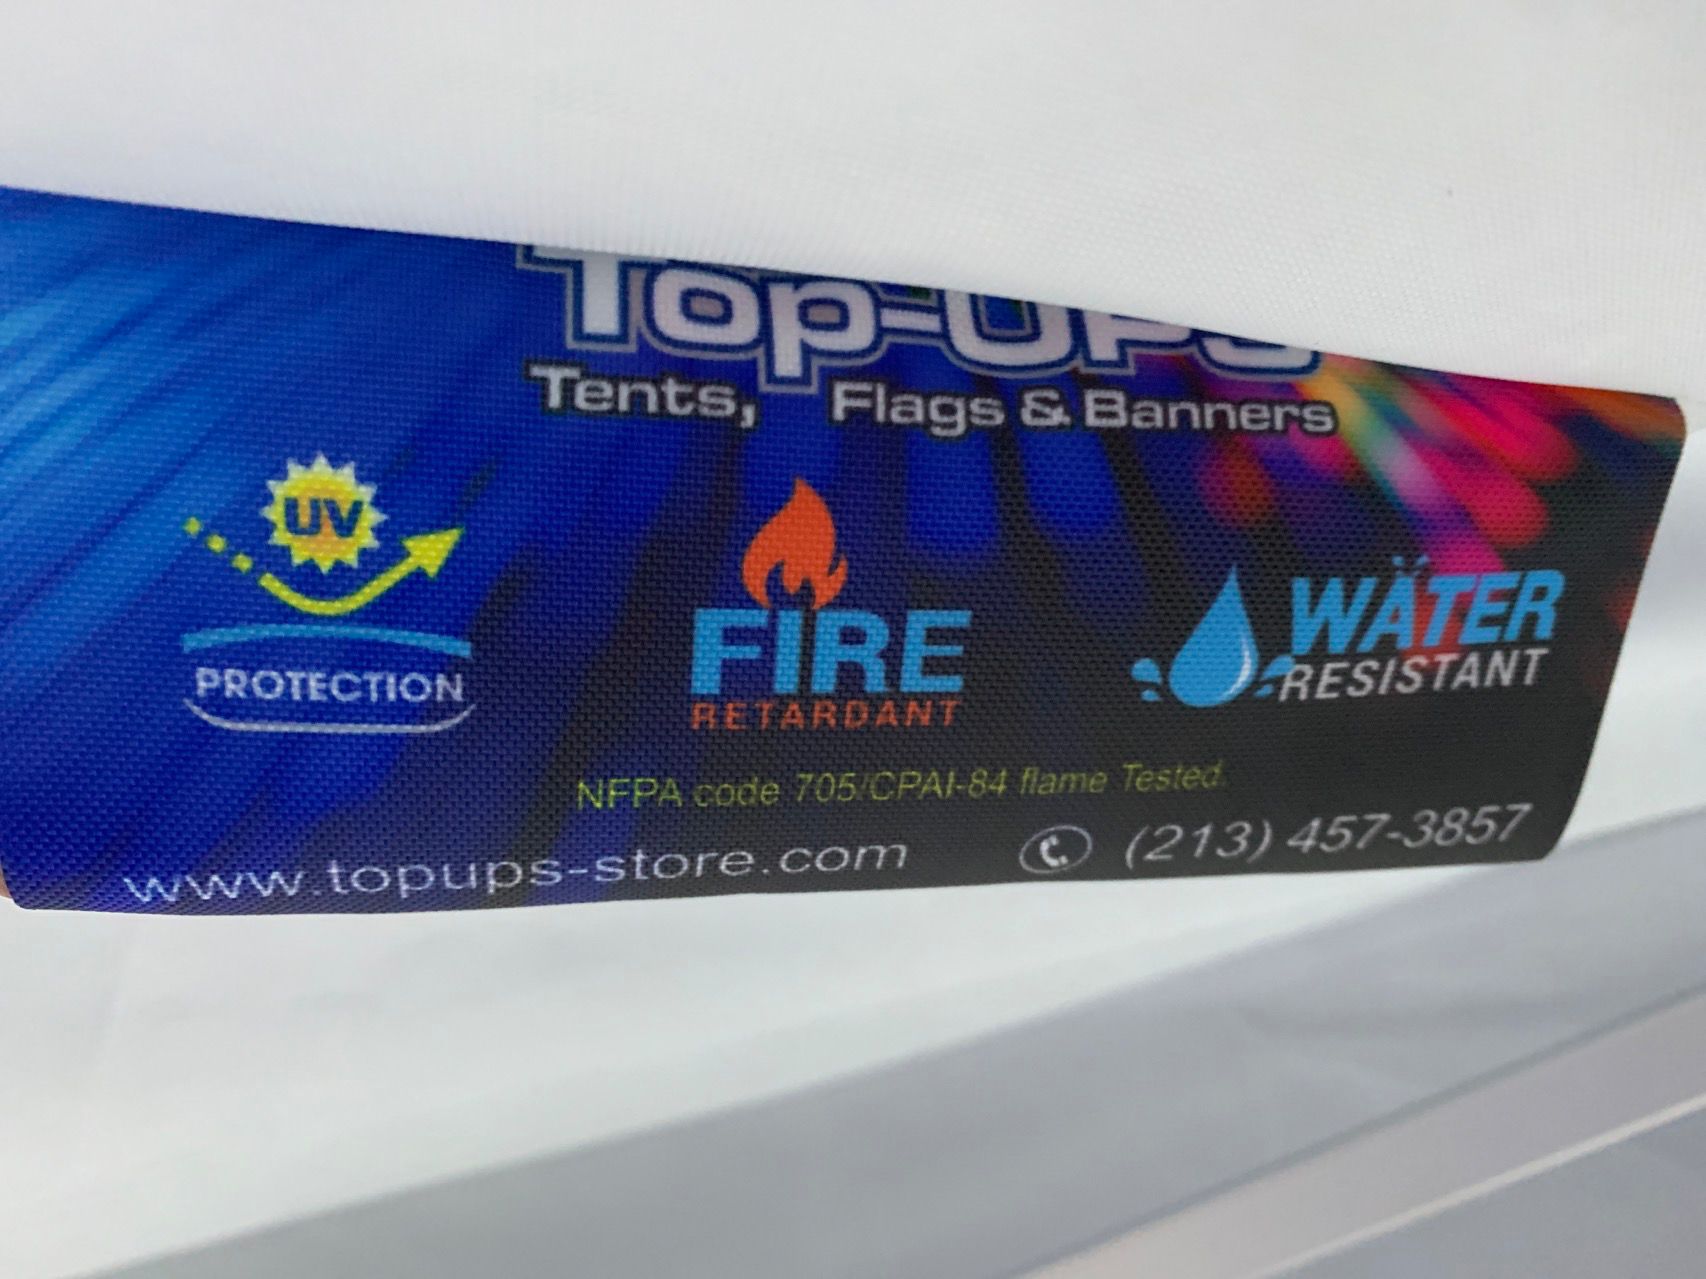 Top-UPS
Tents, Flags & Banners
UV
PROTECTION
FIRE
RETARDANT
WÄTER
RESISTANT
NFPA code 705/CPAI-84 flame Tested.
www.topups-store.com
(213) 457-3857